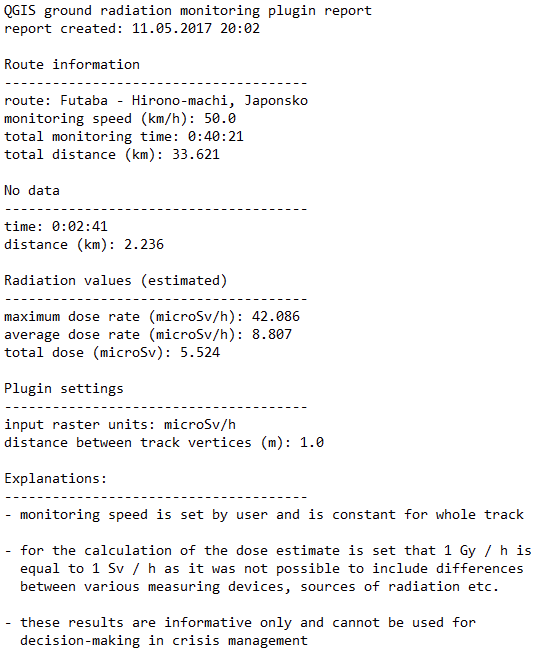 QGIS ground radiation monitoring plugin report
report created: 11.05.2017 20:02
Route information
--------------------------------------
route: Futaba - Hirono-machi, Japonsko
monitoring speed (km/h): 50.0
total monitoring time: 0:40:21
total distance (km): 33.621
No data
--------------------------------------
time: 0:02:41
distance (km): 2.236
Radiation values (estimated)
--------------------------------------
maximum dose rate (microSv/h): 42.086
average dose rate (microSv/h): 8.807
total dose (microSv): 5.524
Plugin settings
--------------------------------------
input raster units: microSv/h
distance between track vertices (m): 1.0
Explanations:
--------------------------------------
- monitoring speed is set by user and is constant for whole track
- for the calculation of the dose estimate is set that 1 Gy / h is
equal to 1 Sv / h as it was not possible to include differences
between various measuring devices, sources of radiation etc.
- these results are informative only and cannot be used for
decision-making in crisis management